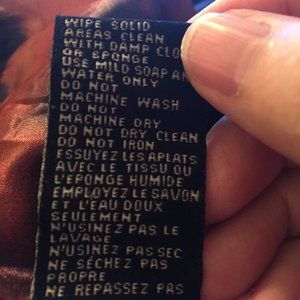 WIPE SOLID
AREAS CLEAN
WITH DAMP CLO
OR SPONGE
USE MILD SOAP AN
WATER ONLY
DO NOT
MACHINE WASH
DO NOT
MACHINE DRY
DO NOT DRY CLEAN
DO NOT IRON
ESSUYEZ LES APLATS
AVEC LE TISSU OU
L'EPONGE HUMIDE
EMPLOYEZ LE SAVON
ET L'EAU DOUX
SEULEMENT
N'USINEZ PAS LE
LAVAGE
N'USINEZ PAS SEC
NE SÉCHEZ PAS
PROPRE
NE REPASSEZ PAS